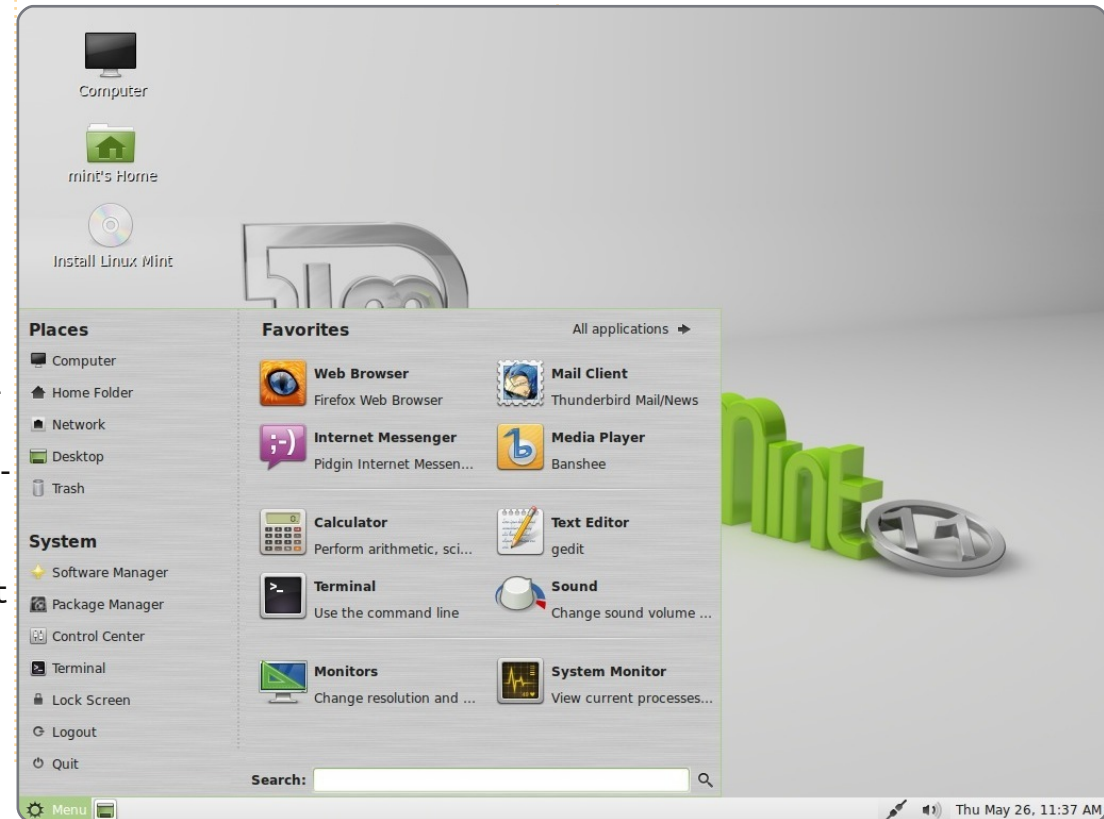 Computer
mint's Home
Install Linux Mint
Places
Computer
Home Folder
Network
Desktop
Trash
System
Software Manager
Package Manager
Control Center
Terminal
Lock Screen
Logout
Quit
Favorites
All applications
Web Browser
Firefox Web Browser
Mail Client
Thunderbird Mail/News
;-)
Internet Messenger
Pidgin Internet Messen...
Media Player
Banshee
0.
Calculator
Perform arithmetic, sci...
Text Editor
gedit
>_
Terminal
Use the command line
Sound
Change sound volume ...
Monitors
Change resolution and ...
System Monitor
View current processes...
Search:
Mint
11
Menu
Thu May 26, 11:37 AM